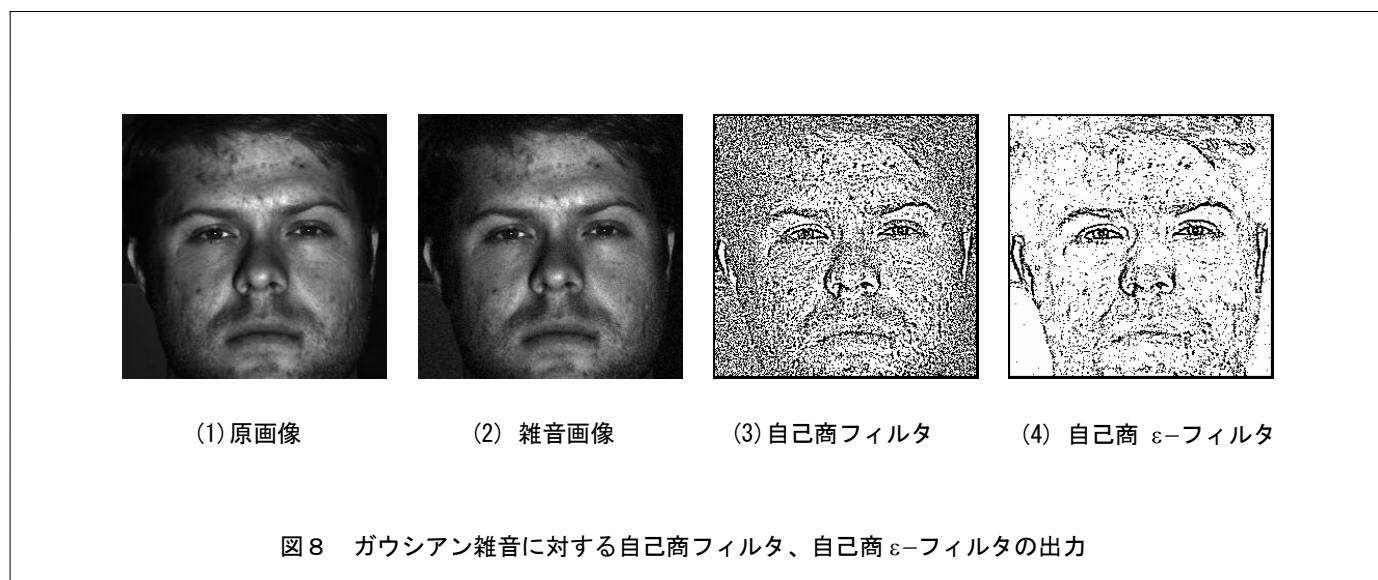 (1)原画像
(2) 雑音画像
(3)自己商フィルタ
(4) 自己商 ε−フィルタ
図８　ガウシアン雑音に対する自己商フィルタ、自己商 ε−フィルタの出力